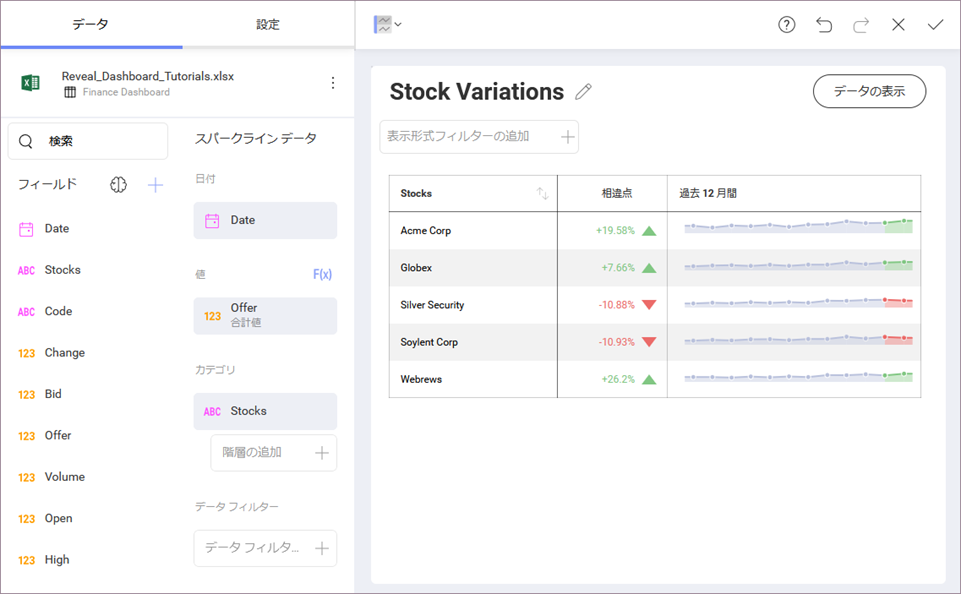 データ
設定
Reveal_Dashboard_Tutorials.xlsx
Finance Dashboard
検索
フィールド
Date
ABC Stocks
ABC Code
123 Change
123 Bid
123 Offer
123 Volume
123 Open
123 High
スパークライン データ
日付
Date
値 F(x)
123 Offer
合計値
カテゴリ
ABC Stocks
階層の追加
データ フィルター
データ フィルタ...
Stock Variations
データの表示
表示形式フィルターの追加
Stocks 相違点 過去 12 月間
Acme Corp +19.58%
Globex +7.66%
Silver Security -10.88%
Soylent Corp -10.93%
Webrews +26.2%